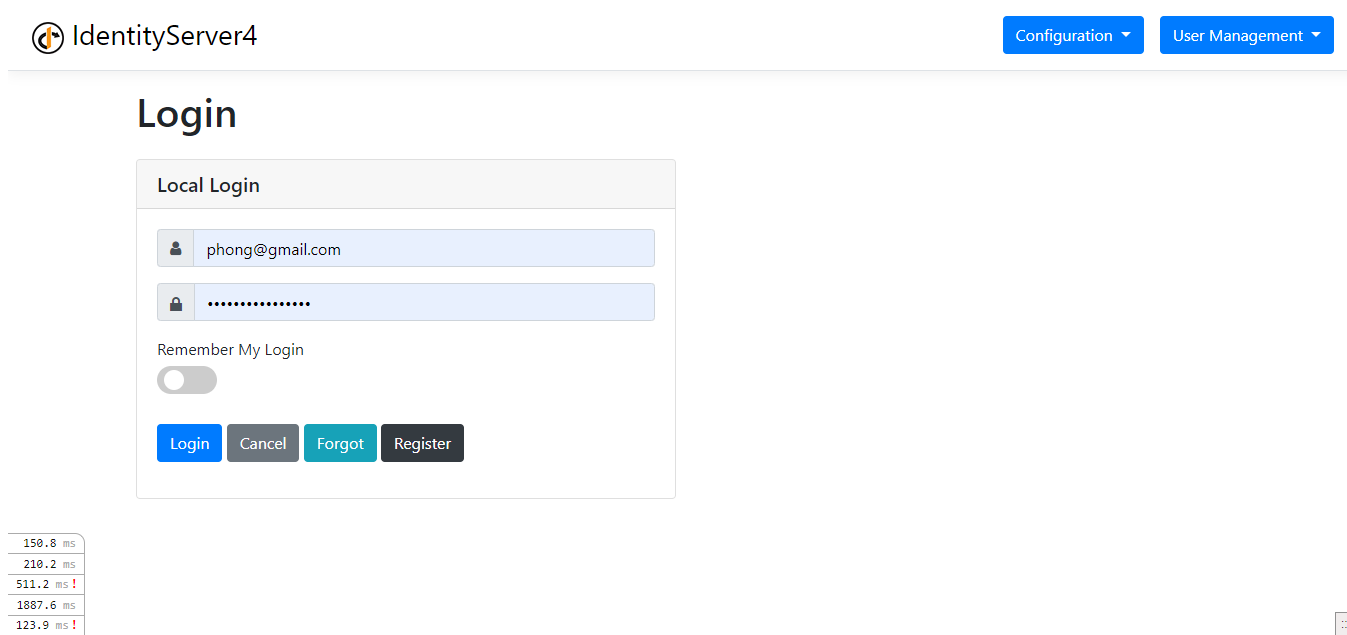 IdentityServer4
Configuration
User Management
Login
Local Login
phong@gmail.com
••••••••••••••••
Remember My Login
Login Cancel Forgot Register
150.8 ms
210.2 ms
511.2 ms !
1887.6 ms
123.9 ms !